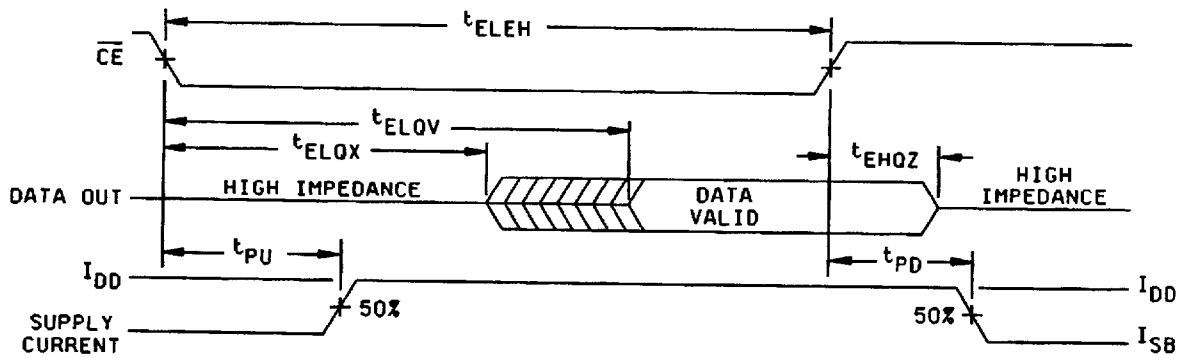 tELEH
CE
tELQV
tELQX
tEHQZ
DATA OUT
HIGH IMPEDANCE
DATA
VALID
HIGH
IMPEDANCE
tPU
tPD
IDD
IDD
50%
50%
SUPPLY
CURRENT
ISB